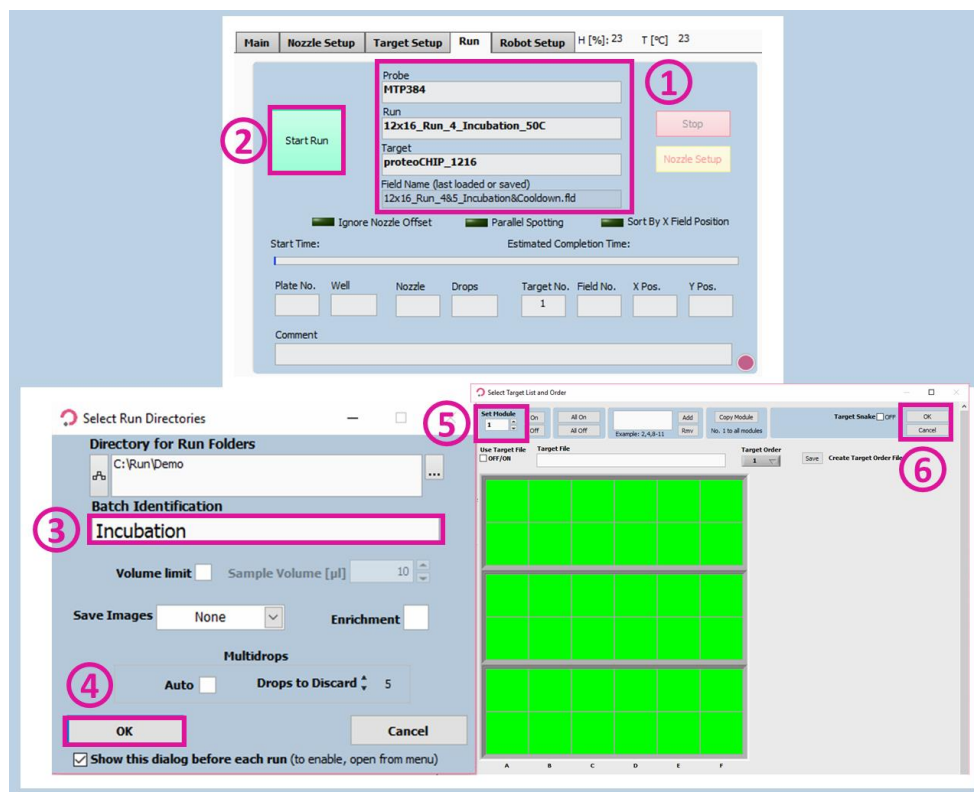 Main Nozzle Setup Target Setup Run Robot Setup H [%]: 23 T [°C] 23
Probe
MTP384
1
Run
12x16_Run_4_Incubation_50C
2
Start Run
Stop
Target
proteoCHIP_1216
Nozzle Setup
Field Name (last loaded or saved)
12x16_Run_4&5_Incubation&Cooldown.fld
Ignore Nozzle Offset Parallel Spotting Sort By X Field Position
Start Time: Estimated Completion Time:
Plate No. Well Nozzle Drops Target No. Field No. X Pos. Y Pos.
1
Comment
Select Run Directories
Directory for Run Folders
C:\Run\Demo
...
Batch Identification
3
Incubation
Volume limit Sample Volume [µl] 10
Save Images None Enrichment
Multidrops
4
Auto Drops to Discard 5
OK Cancel
Show this dialog before each run (to enable, open from menu)
Select Target List and Order
5
Set Module
1
On All On Add Copy Module Target Snake OFF OK
Off All Off Example: 2,4,8-11 Rmv No. 1 to all modules Cancel
6
Use Target File Target File Target Order
OFF/ON 1 Save Create Target Order File
A B C D E F